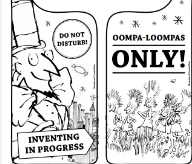 DO NOT
DISTURB!
INVENTING
IN PROGRESS
OOMPA-LOOMPAS
ONLY!